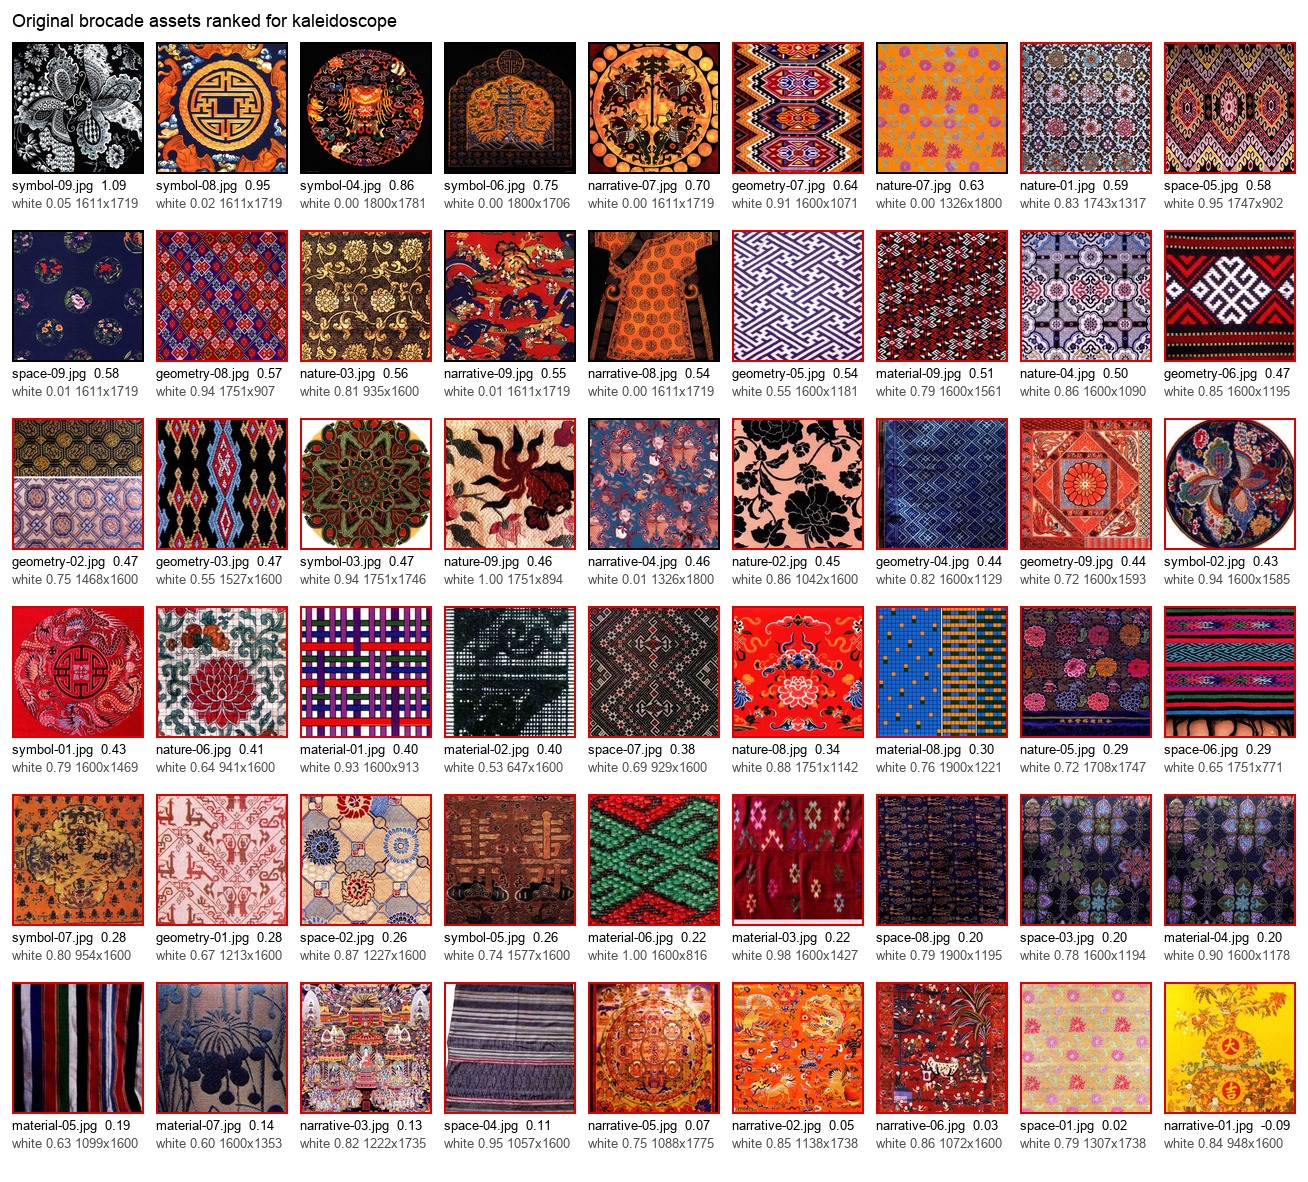 Original brocade assets ranked for kaleidoscope
symbol-09.jpg 1.09
white 0.05 1611x1719
symbol-08.jpg 0.95
white 0.02 1611x1719
symbol-04.jpg 0.86
white 0.00 1800x1781
symbol-06.jpg 0.75
white 0.00 1800x1706
narrative-07.jpg 0.70
white 0.00 1611x1719
geometry-07.jpg 0.64
white 0.91 1600x1071
nature-07.jpg 0.63
white 0.00 1326x1800
nature-01.jpg 0.59
white 0.83 1743x1317
space-05.jpg 0.58
white 0.95 1747x902
space-09.jpg 0.58
white 0.01 1611x1719
geometry-08.jpg 0.57
white 0.94 1751x907
nature-03.jpg 0.56
white 0.81 935x1600
narrative-09.jpg 0.55
white 0.01 1611x1719
narrative-08.jpg 0.54
white 0.00 1611x1719
geometry-05.jpg 0.54
white 0.55 1600x1181
material-09.jpg 0.51
white 0.79 1600x1561
nature-04.jpg 0.50
white 0.86 1600x1090
geometry-06.jpg 0.47
white 0.85 1600x1195
geometry-02.jpg 0.47
white 0.75 1468x1600
geometry-03.jpg 0.47
white 0.55 1527x1600
symbol-03.jpg 0.47
white 0.94 1751x1746
nature-09.jpg 0.46
white 1.00 1751x894
narrative-04.jpg 0.46
white 0.01 1326x1800
nature-02.jpg 0.45
white 0.86 1042x1600
geometry-04.jpg 0.44
white 0.82 1600x1129
geometry-09.jpg 0.44
white 0.72 1600x1593
symbol-02.jpg 0.43
white 0.94 1600x1585
symbol-01.jpg 0.43
white 0.79 1600x1469
nature-06.jpg 0.41
white 0.64 941x1600
material-01.jpg 0.40
white 0.93 1600x913
material-02.jpg 0.40
white 0.53 647x1600
space-07.jpg 0.38
white 0.69 929x1600
nature-08.jpg 0.34
white 0.88 1751x1142
material-08.jpg 0.30
white 0.76 1900x1221
nature-05.jpg 0.29
white 0.72 1708x1747
space-06.jpg 0.29
white 0.65 1751x771
symbol-07.jpg 0.28
white 0.80 954x1600
geometry-01.jpg 0.28
white 0.67 1213x1600
space-02.jpg 0.26
white 0.87 1227x1600
symbol-05.jpg 0.26
white 0.74 1577x1600
material-06.jpg 0.22
white 1.00 1600x816
material-03.jpg 0.22
white 0.98 1600x1427
space-08.jpg 0.20
white 0.79 1900x1195
space-03.jpg 0.20
white 0.78 1600x1194
material-04.jpg 0.20
white 0.90 1600x1178
大
吉
material-05.jpg 0.19
white 0.63 1099x1600
material-07.jpg 0.14
white 0.60 1600x1353
narrative-03.jpg 0.13
white 0.82 1222x1735
space-04.jpg 0.11
white 0.95 1057x1600
narrative-05.jpg 0.07
white 0.75 1088x1775
narrative-02.jpg 0.05
white 0.85 1138x1738
narrative-06.jpg 0.03
white 0.86 1072x1600
space-01.jpg 0.02
white 0.79 1307x1738
narrative-01.jpg -0.09
white 0.84 948x1600